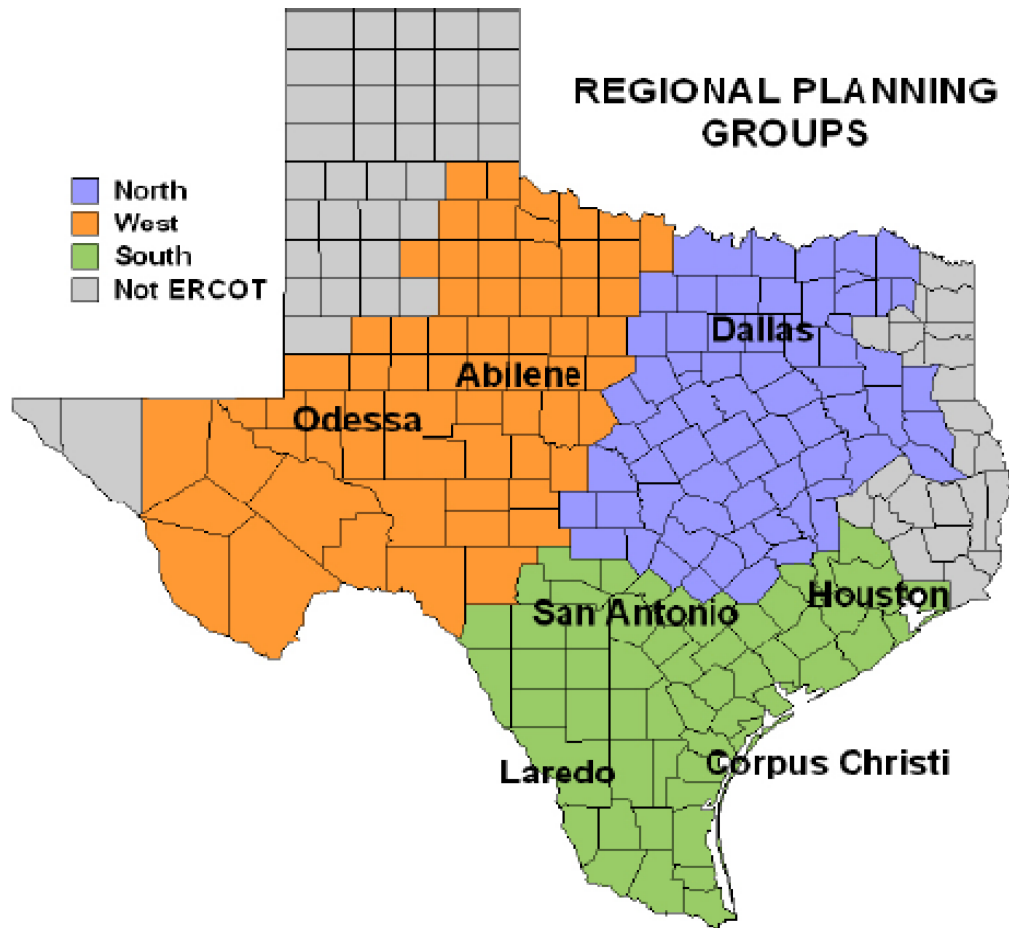 REGIONAL PLANNING
GROUPS
North
West
South
Not ERCOT
Dallas
Abilene
Odessa
Houston
San Antonio
Corpus Christi
Laredo